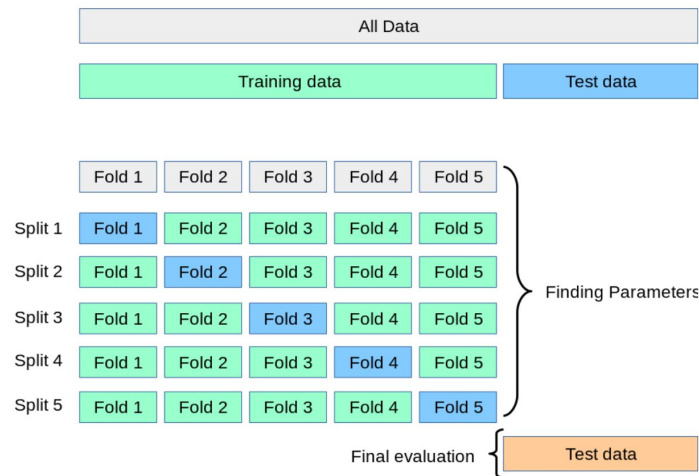 All Data
Training data Test data
Fold 1 Fold 2 Fold 3 Fold 4 Fold 5
Split 1 Fold 1 Fold 2 Fold 3 Fold 4 Fold 5
Split 2 Fold 1 Fold 2 Fold 3 Fold 4 Fold 5
Finding Parameters
Split 3 Fold 1 Fold 2 Fold 3 Fold 4 Fold 5
Split 4 Fold 1 Fold 2 Fold 3 Fold 4 Fold 5
Split 5 Fold 1 Fold 2 Fold 3 Fold 4 Fold 5
Final evaluation Test data